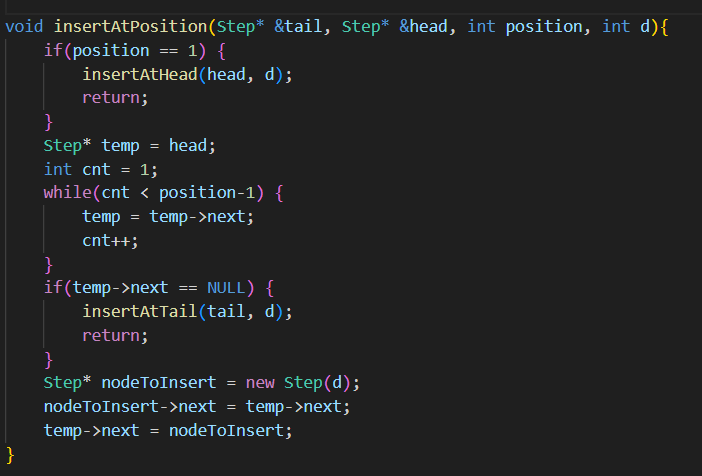 void insertAtPosition(Step* &tail, Step* &head, int position, int d){
    if(position == 1) {
        insertAtHead(head, d);
        return;
    }
    Step* temp = head;
    int cnt = 1;
    while(cnt < position-1) {
        temp = temp->next;
        cnt++;
    }
    if(temp->next == NULL) {
        insertAtTail(tail, d);
        return;
    }
    Step* nodeToInsert = new Step(d);
    nodeToInsert->next = temp->next;
    temp->next = nodeToInsert;
}